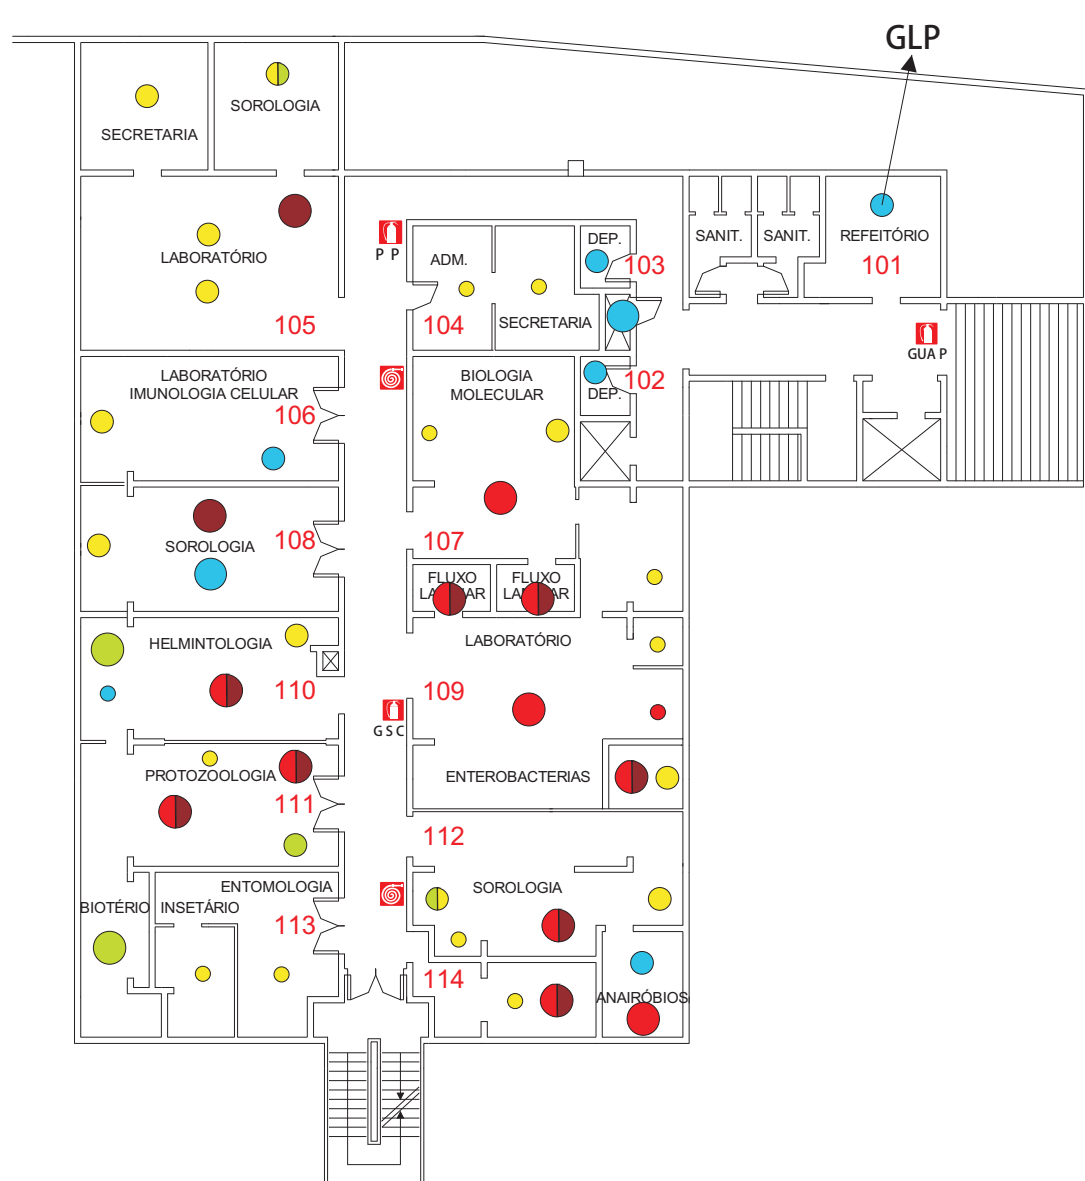 GLP
SOROLOGIA
SECRETARIA
LABORATÓRIO
105
P P
ADM.
104
SECRETARIA
DEP.
103
SANIT.
SANIT.
REFEITÓRIO
101
GUA P
LABORATÓRIO
IMUNOLOGIA CELULAR
106
BIOLOGIA
MOLECULAR
102
DEP.
SOROLOGIA
108
107
FLUXO
LAMINAR
FLUXO
LAMINAR
HELMINTOLOGIA
110
LABORATÓRIO
109
G S C
PROTOZOOLOGIA
111
ENTEROBACTERIAS
112
ENTOMOLOGIA
BIOTÉRIO
INSETÁRIO
113
SOROLOGIA
114
ANAIRÓBIOS